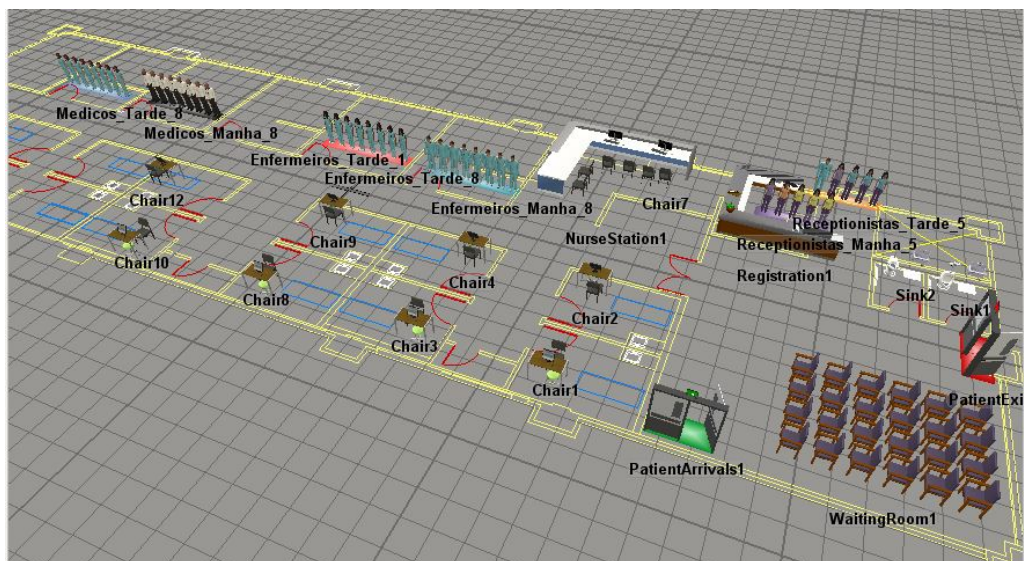 Medicos_Tarde_8
Medicos_Manha_8
Enfermeiros_Tarde_1
Enfermeiros_Tarde_8
Enfermeiros_Manha_8
Chair7
Receptionistas_Tarde_5
Receptionistas_Manha_5
NurseStation1
Registration1
Chair12
Chair10
Chair9
Chair8
Chair4
Chair3
Chair2
Chair1
Sink2
Sink1
PatientExi
PatientArrivals1
WaitingRoom1